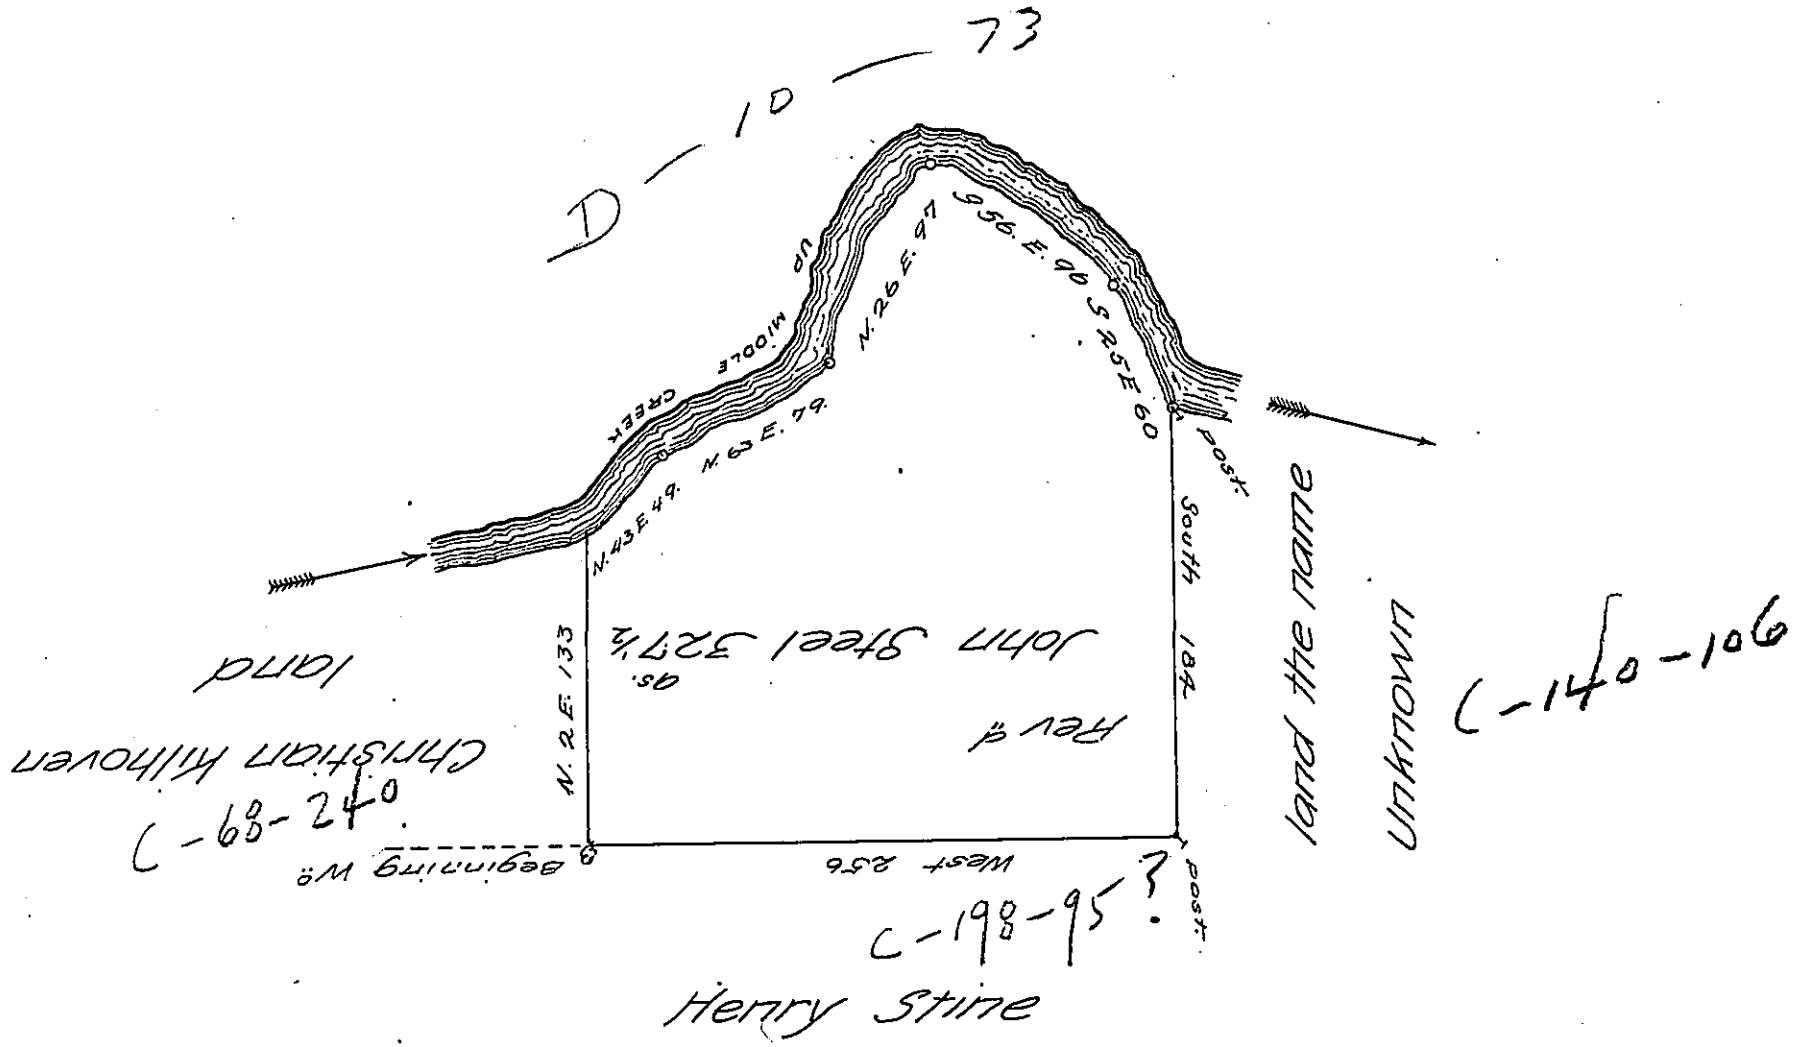 D — 10 — 73
UP
MIDDLE
CREEK
N. 43 E. 49.
N. 63 E. 79.
N. 26 E. 97
S 56. E. 96
S 25 E 60
post.
South 184
N. 2 E. 133
Rev.d
John Steel 327½
as.
land
Christian Kilhoven
C-68-240
Beginning W.o
West 256
post.
C-198-95?
Henry Stine
land the name
Unknown
C-140-106